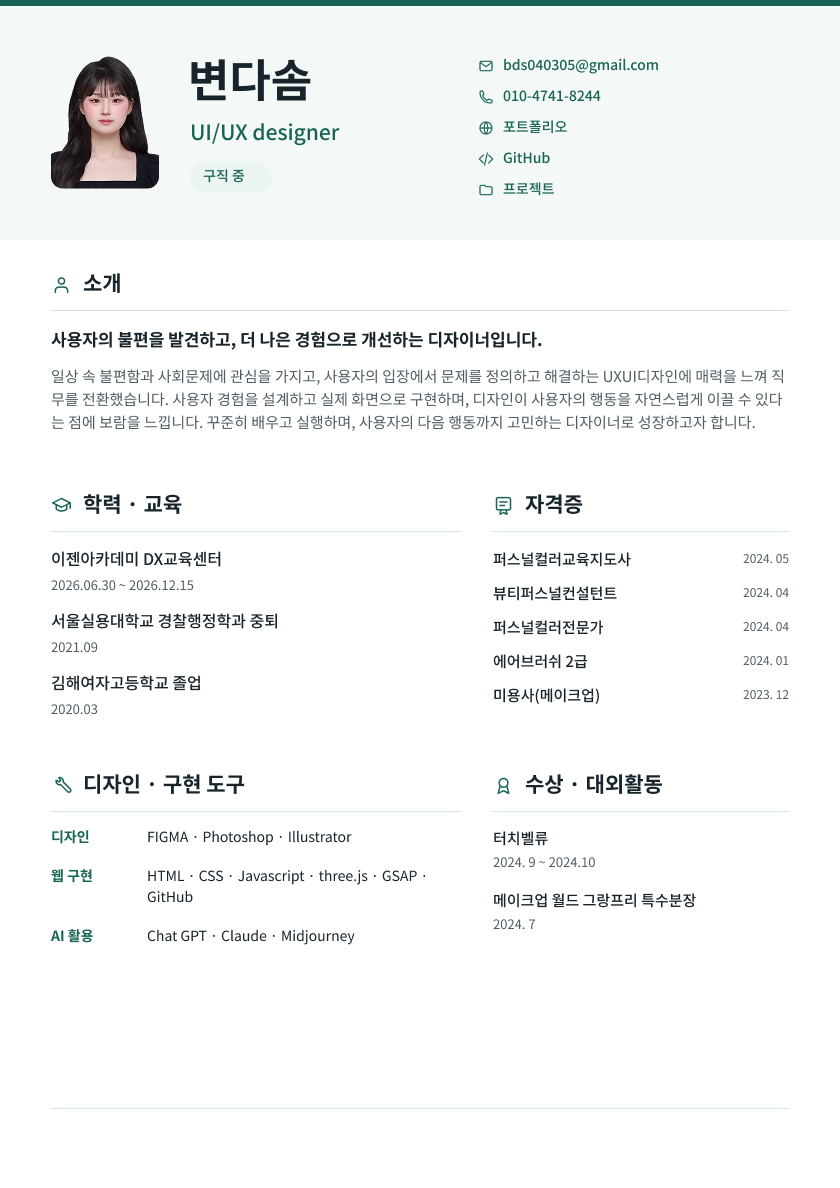 변다솜
UI/UX designer
구직 중
bds040305@gmail.com
010-4741-8244
포트폴리오
GitHub
프로젝트
소개
사용자의 불편을 발견하고, 더 나은 경험으로 개선하는 디자이너입니다.
일상 속 불편함과 사회문제에 관심을 가지고, 사용자의 입장에서 문제를 정의하고 해결하는 UXUI디자인에 매력을 느껴 직
무를 전환했습니다. 사용자 경험을 설계하고 실제 화면으로 구현하며, 디자인이 사용자의 행동을 자연스럽게 이끌 수 있다
는 점에 보람을 느낍니다. 꾸준히 배우고 실행하며, 사용자의 다음 행동까지 고민하는 디자이너로 성장하고자 합니다.
학력 · 교육
이젠아카데미 DX교육센터
2026.06.30 ~ 2026.12.15
서울실용대학교 경찰행정학과 중퇴
2021.09
김해여자고등학교 졸업
2020.03
자격증
퍼스널컬러교육지도사 2024. 05
뷰티퍼스널컨설턴트 2024. 04
퍼스널컬러전문가 2024. 04
에어브러쉬 2급 2024. 01
미용사(메이크업) 2023. 12
디자인 · 구현 도구
디자인 FIGMA · Photoshop · Illustrator
웹 구현 HTML · CSS · Javascript · three.js · GSAP ·
GitHub
AI 활용 Chat GPT · Claude · Midjourney
수상 · 대외활동
터치벨류
2024. 9 ~ 2024.10
메이크업 월드 그랑프리 특수분장
2024. 7